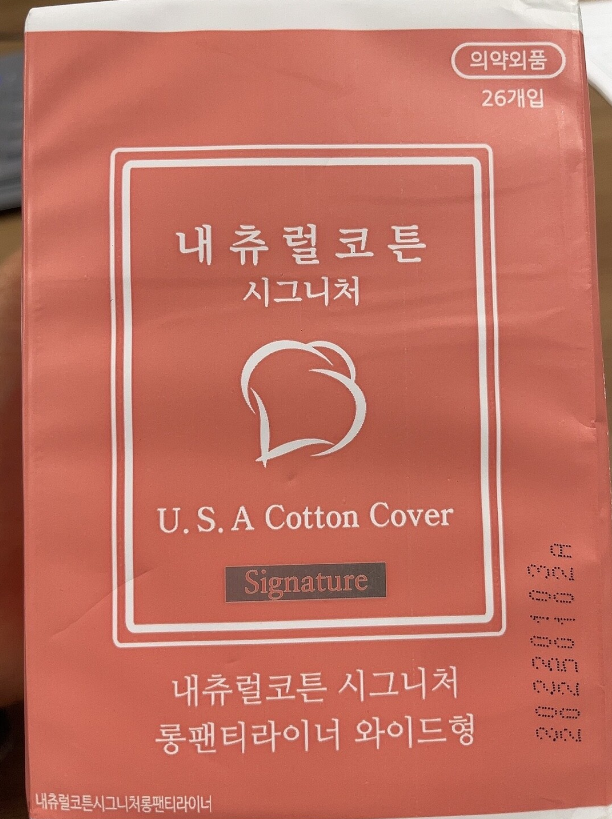 의약외품
26개입
내츄럴코튼
시그니처
U.S.A Cotton Cover
Signature
내츄럴코튼 시그니처
롱팬티라이너 와이드형
내츄럴코튼시그니처롱팬티라이너